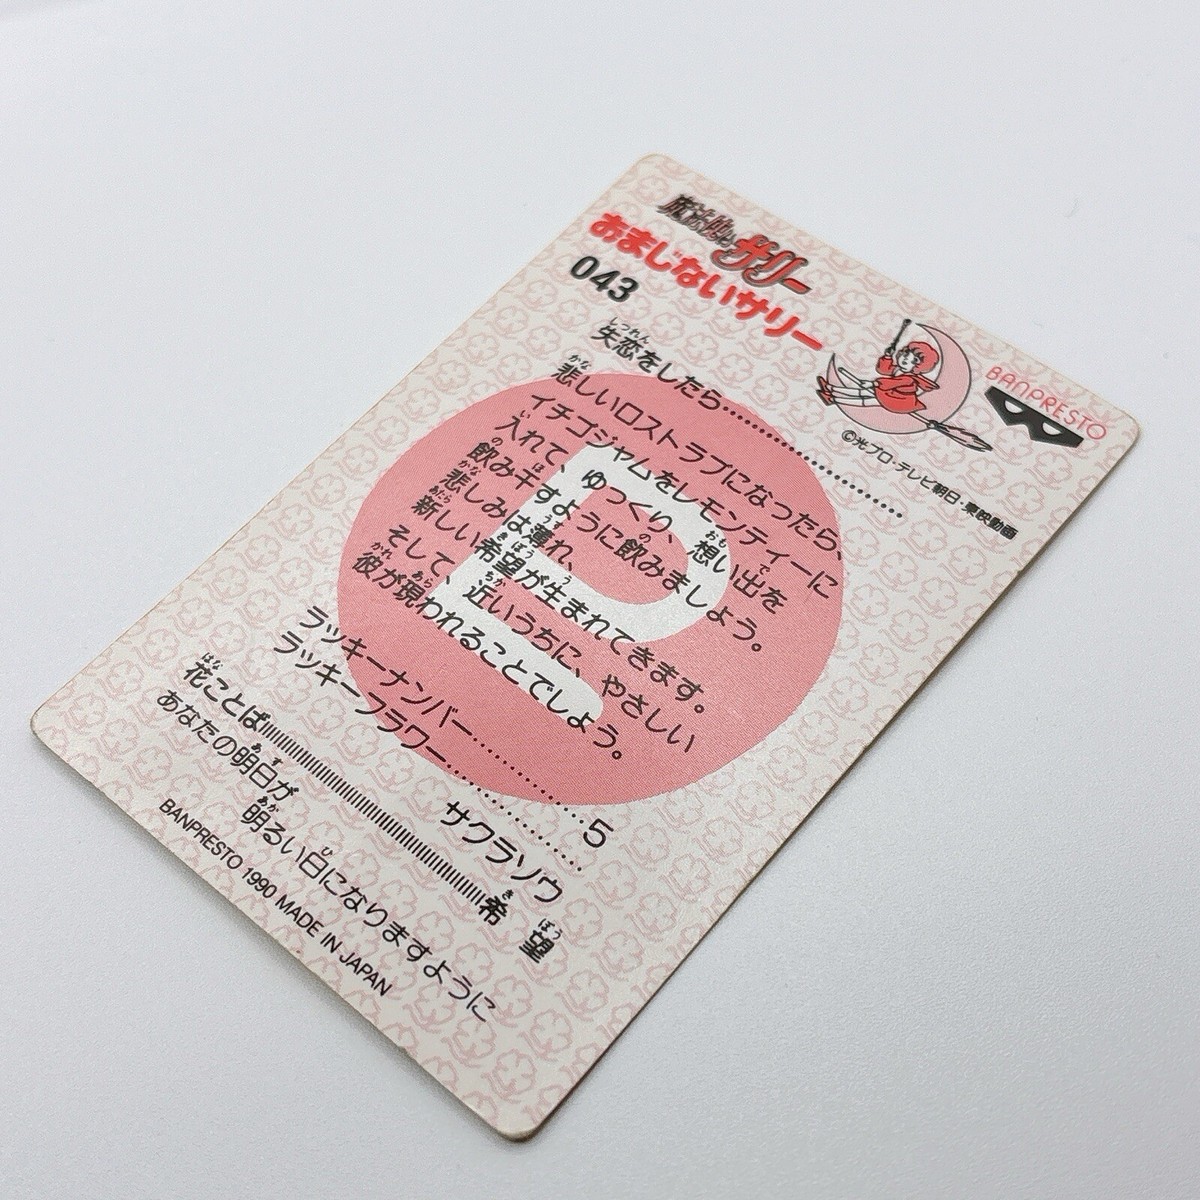 魔法使いサリー
おまじないサリー
043
BANPRESTO
©光プロ・テレビ朝日・東映動画
失恋をしたら
悲しいロストラブになったら、
イチゴジャムをレモンティーに
入れて、ゆっくり、想い出を
飲み干すように飲みましょう。
悲しみは薄れ、
新しい希望が生まれてきます。
そして、近いうちに、やさしい
彼が現われることでしょう。
ラッキーナンバー 5
ラッキーフラワー サクラソウ
花ことば 希望
あなたの明日が
明るい日になりますように
BANPRESTO 1990 MADE IN JAPAN